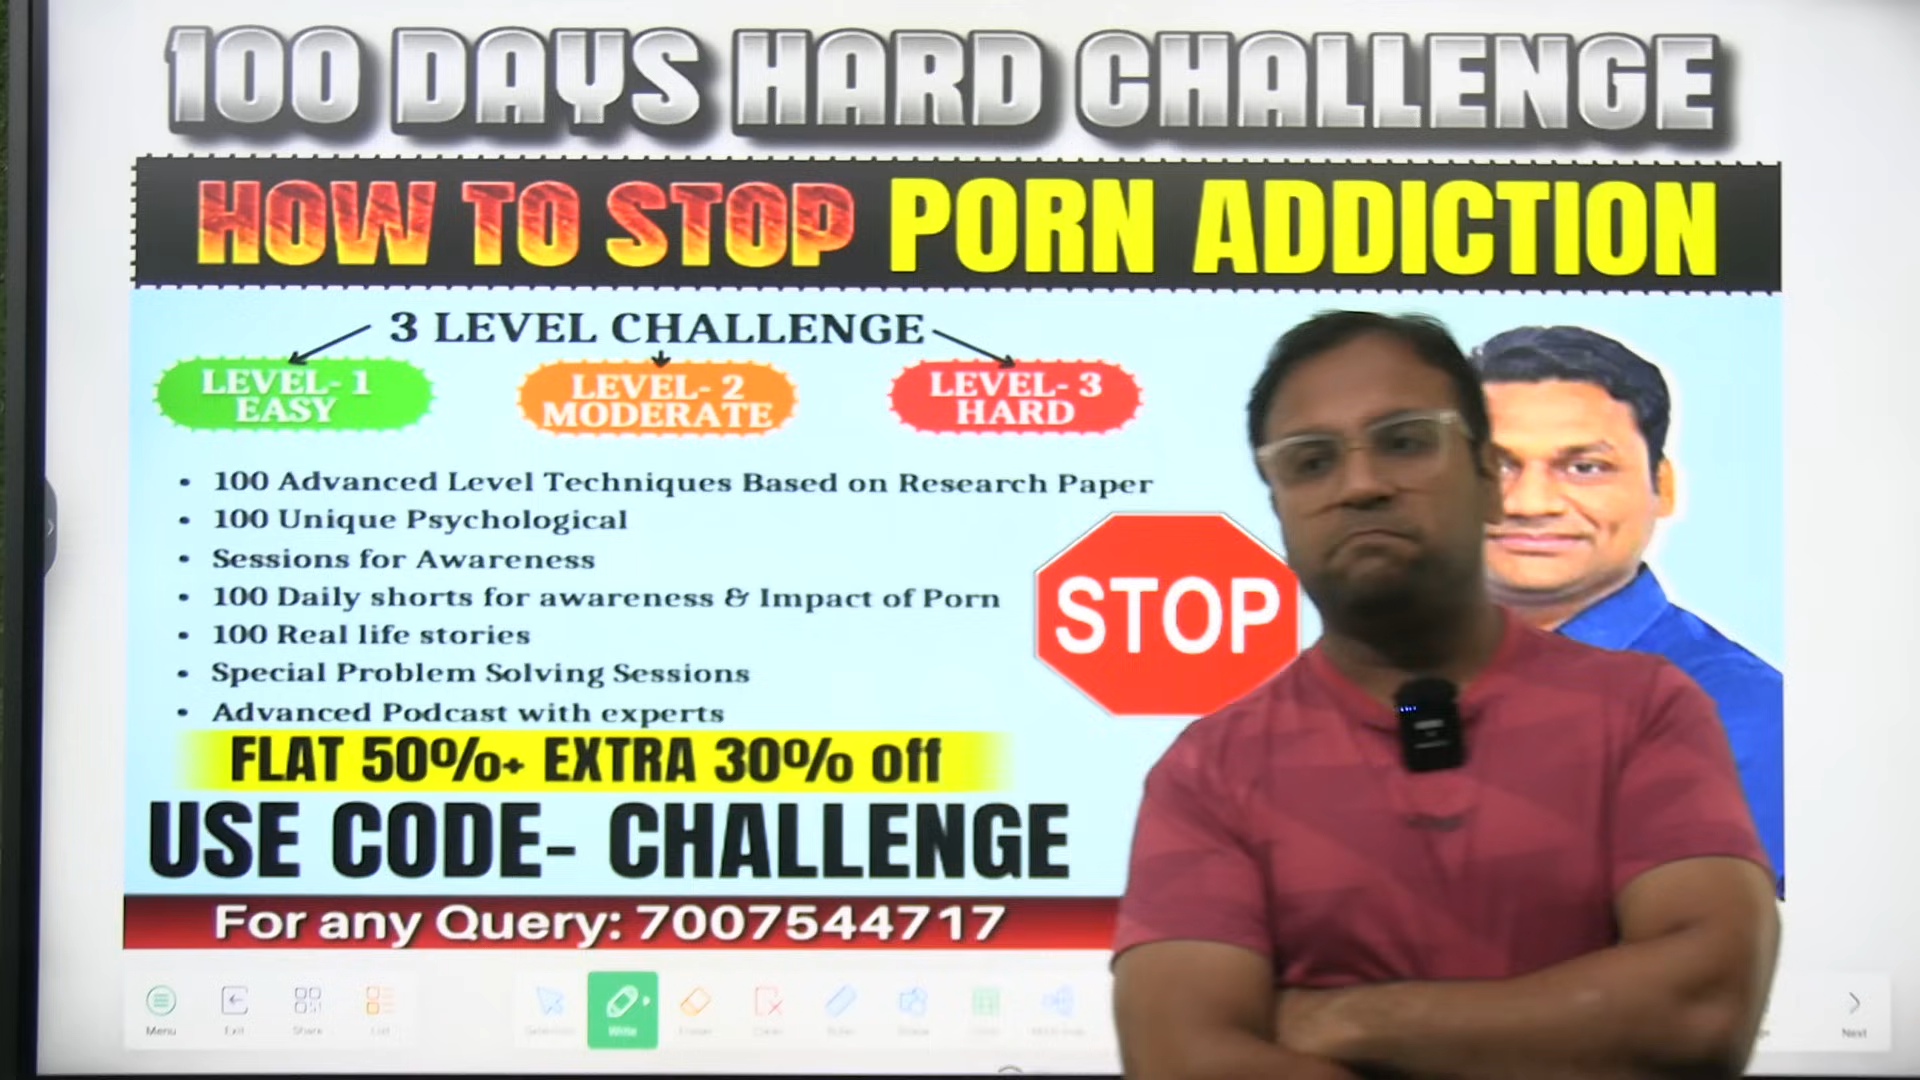 100 DAYS HARD CHALLENGE
HOW TO STOP PORN ADDICTION
3 LEVEL CHALLENGE
LEVEL- 1
EASY
LEVEL- 2
MODERATE
LEVEL- 3
HARD
• 100 Advanced Level Techniques Based on Research Paper
• 100 Unique Psychological
• Sessions for Awareness
• 100 Daily shorts for awareness & Impact of Porn
• 100 Real life stories
• Special Problem Solving Sessions
• Advanced Podcast with experts
STOP
FLAT 50%+ EXTRA 30% off
USE CODE- CHALLENGE
For any Query: 7007544717
Menu
Exit
Share
List
Write
Next